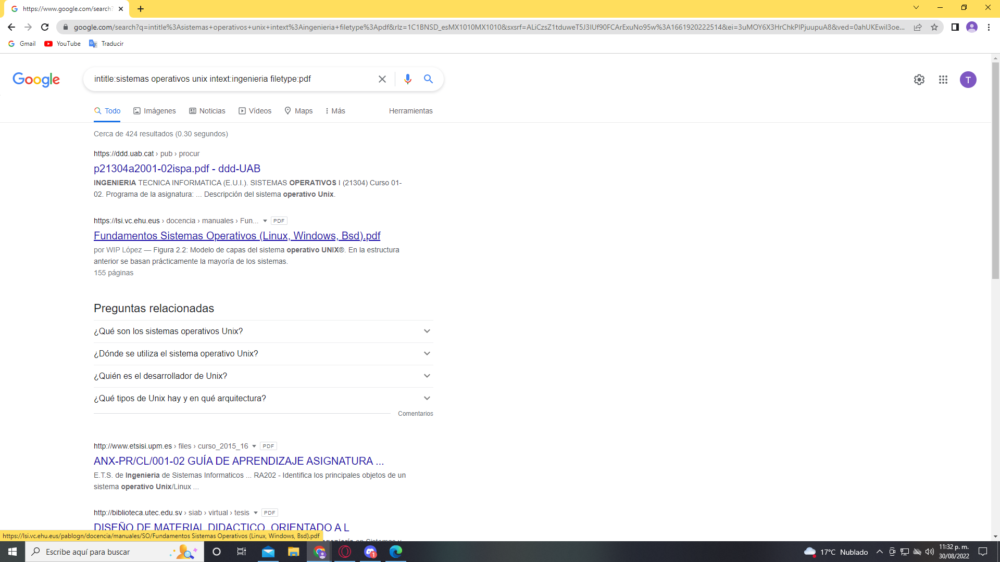 https://www.google.com/search?
google.com/search?q=intitle%3Asistemas+operativos+unix+intext%3Aingenieria+filetype%3Apdf&rlz=1C1BNSD_esMX1010MX1010&sxsrf=ALiCzsZ1tduweT5J3lUf90FCArExuNo95w%3A1661920222514&ei=3uMOY6X3HrChkPIPjuupuA8&ved=0ahUKEwil3oe...
Gmail YouTube Traducir
Google intitle:sistemas operativos unix intext:ingenieria filetype:pdf T
Todo Imágenes Noticias Vídeos Maps Más Herramientas
Cerca de 424 resultados (0.30 segundos)
https://ddd.uab.cat › pub › procur
p21304a2001-02ispa.pdf - ddd-UAB
INGENIERIA TECNICA INFORMATICA (E.U.I.). SISTEMAS OPERATIVOS I (21304) Curso 01-
02. Programa de la asignatura: ... Descripción del sistema operativo Unix.
https://lsi.vc.ehu.eus › docencia › manuales › Fun... PDF
Fundamentos Sistemas Operativos (Linux, Windows, Bsd).pdf
por WIP López — Figura 2.2: Modelo de capas del sistema operativo UNIX®. En la estructura
anterior se basan prácticamente la mayoría de los sistemas.
155 páginas
Preguntas relacionadas
¿Qué son los sistemas operativos Unix?
¿Dónde se utiliza el sistema operativo Unix?
¿Quién es el desarrollador de Unix?
¿Qué tipos de Unix hay y en qué arquitectura?
Comentarios
http://www.etsisi.upm.es › files › curso_2015_16 PDF
ANX-PR/CL/001-02 GUÍA DE APRENDIZAJE ASIGNATURA ...
E.T.S. de Ingenieria de Sistemas Informaticos ... RA202 - Identifica los principales objetos de un
sistema operativo Unix/Linux ...
http://biblioteca.utec.edu.sv › siab › virtual › tesis PDF
DISEÑO DE MATERIAL DIDACTICO, ORIENTADO A L
https://lsi.vc.ehu.eus/pablogn/docencia/manuales/SO/Fundamentos Sistemas Operativos (Linux, Windows, Bsd).pdf
Escribe aquí para buscar 1 17°C Nublado 11:32 p. m.
30/08/2022